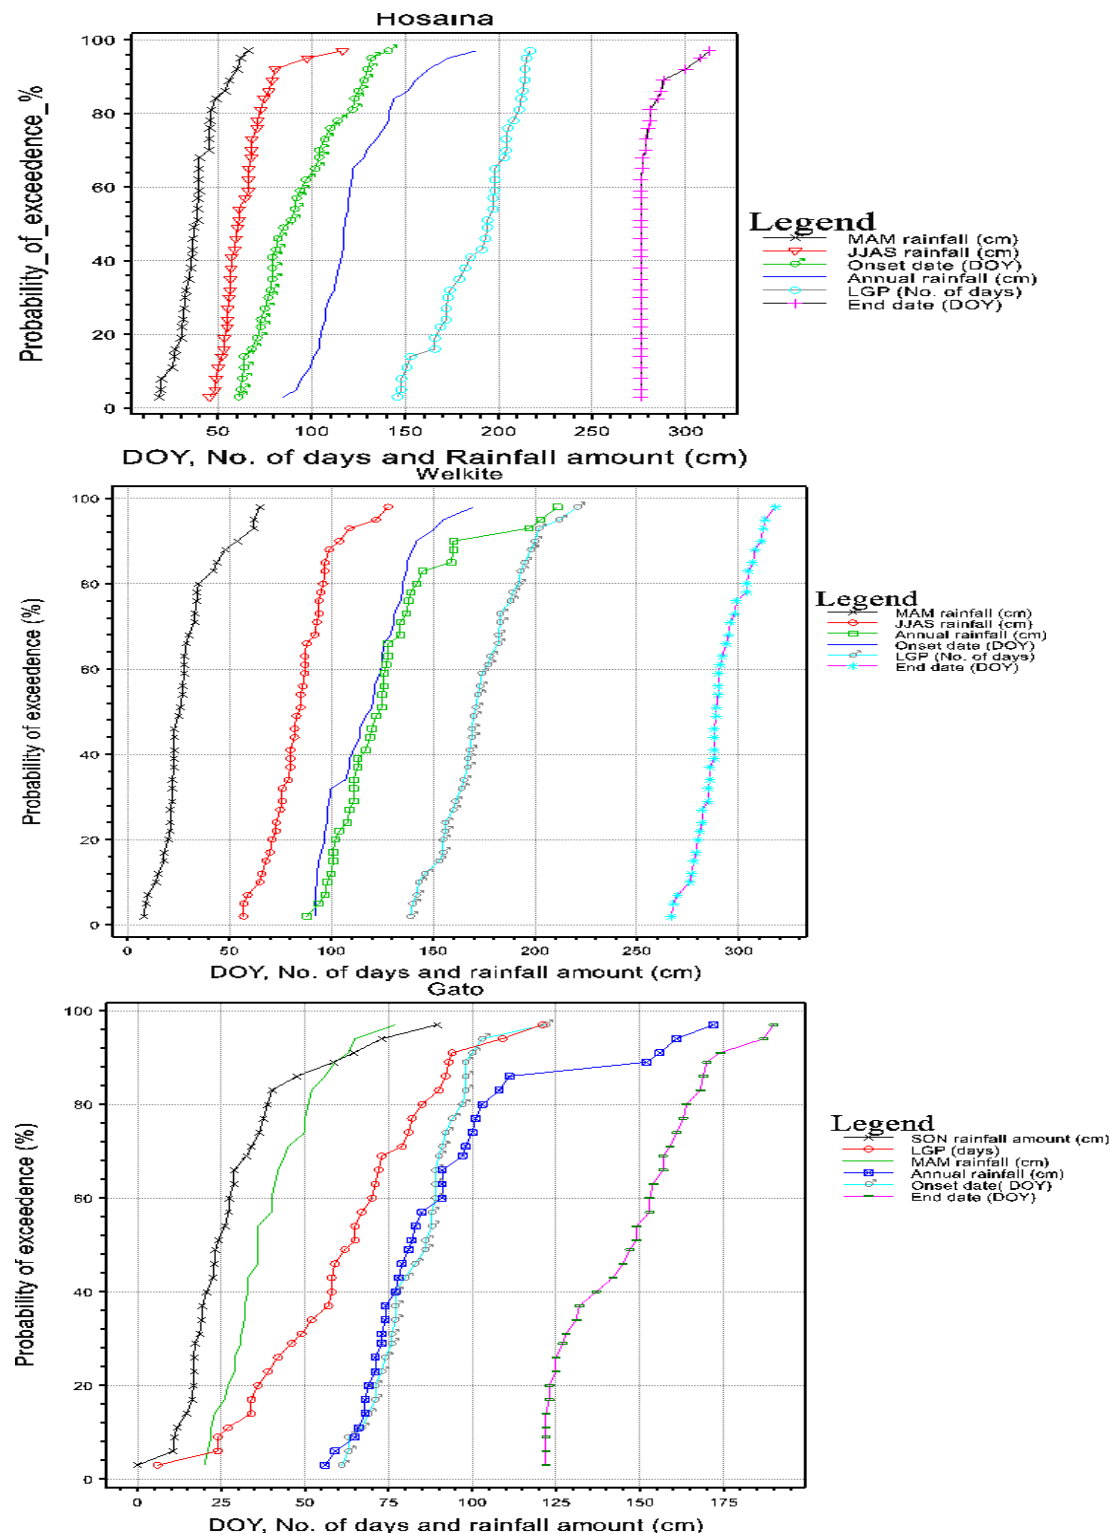 Hosaina
Probability_of_exceedence_%
100
80
60
40
20
0
50
100
150
200
250
300
DOY, No. of days and Rainfall amount (cm)
Legend
MAM rainfall (cm)
JJAS rainfall (cm)
Onset date (DOY)
Annual rainfall (cm)
LGP (No. of days)
End date (DOY)
Welkite
Probability of exceedence (%)
100
80
60
40
20
0
0
50
100
150
200
250
300
DOY, No. of days and rainfall amount (cm)
Legend
MAM rainfall (cm)
JJAS rainfall (cm)
Annual rainfall (cm)
Onset date (DOY)
LGP (No. of days)
End date (DOY)
Gato
Probability of exceedence (%)
100
80
60
40
20
0
0
25
50
75
100
125
150
175
DOY, No. of days and rainfall amount (cm)
Legend
SON rainfall amount (cm)
LGP (days)
MAM rainfall (cm)
Annual rainfall (cm)
Onset date( DOY)
End date (DOY)